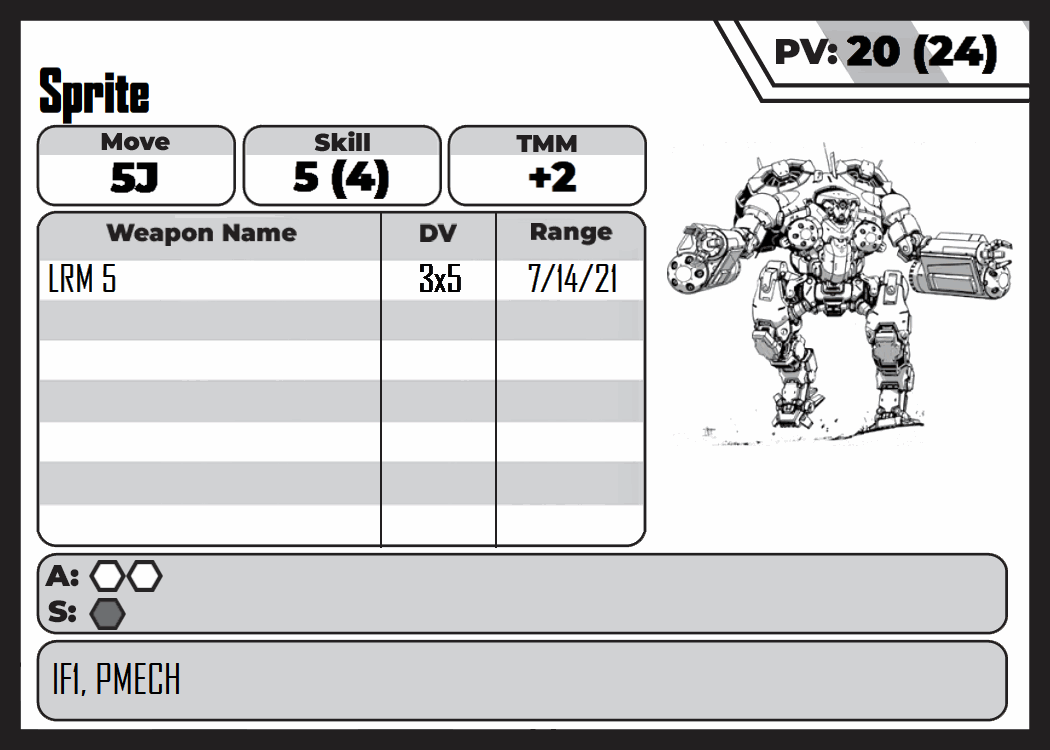 PV: 20 (24)
Sprite
Move Skill TMM
5J 5 (4) +2
Weapon Name DV Range
LRM 5 3x5 7/14/21
A:
S:
IF1, PMECH